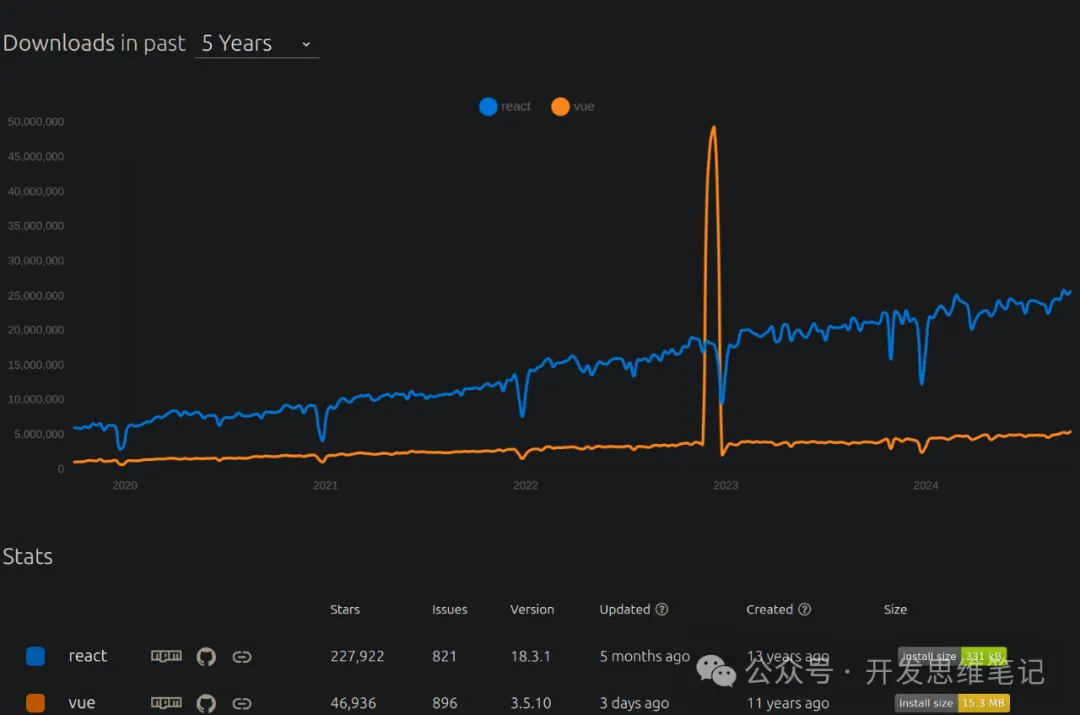 Downloads in past 5 Years
react vue
50,000,000
45,000,000
40,000,000
35,000,000
30,000,000
25,000,000
20,000,000
15,000,000
10,000,000
5,000,000
0
2020 2021 2022 2023 2024
Stats
Stars Issues Version Updated ? Created ? Size
react npm 227,922 821 18.3.1 5 months ago 13 years ago install size 331 kB
公众号 · 开发思维笔记
vue npm 46,936 896 3.5.10 3 days ago 11 years ago install size 15.3 MB